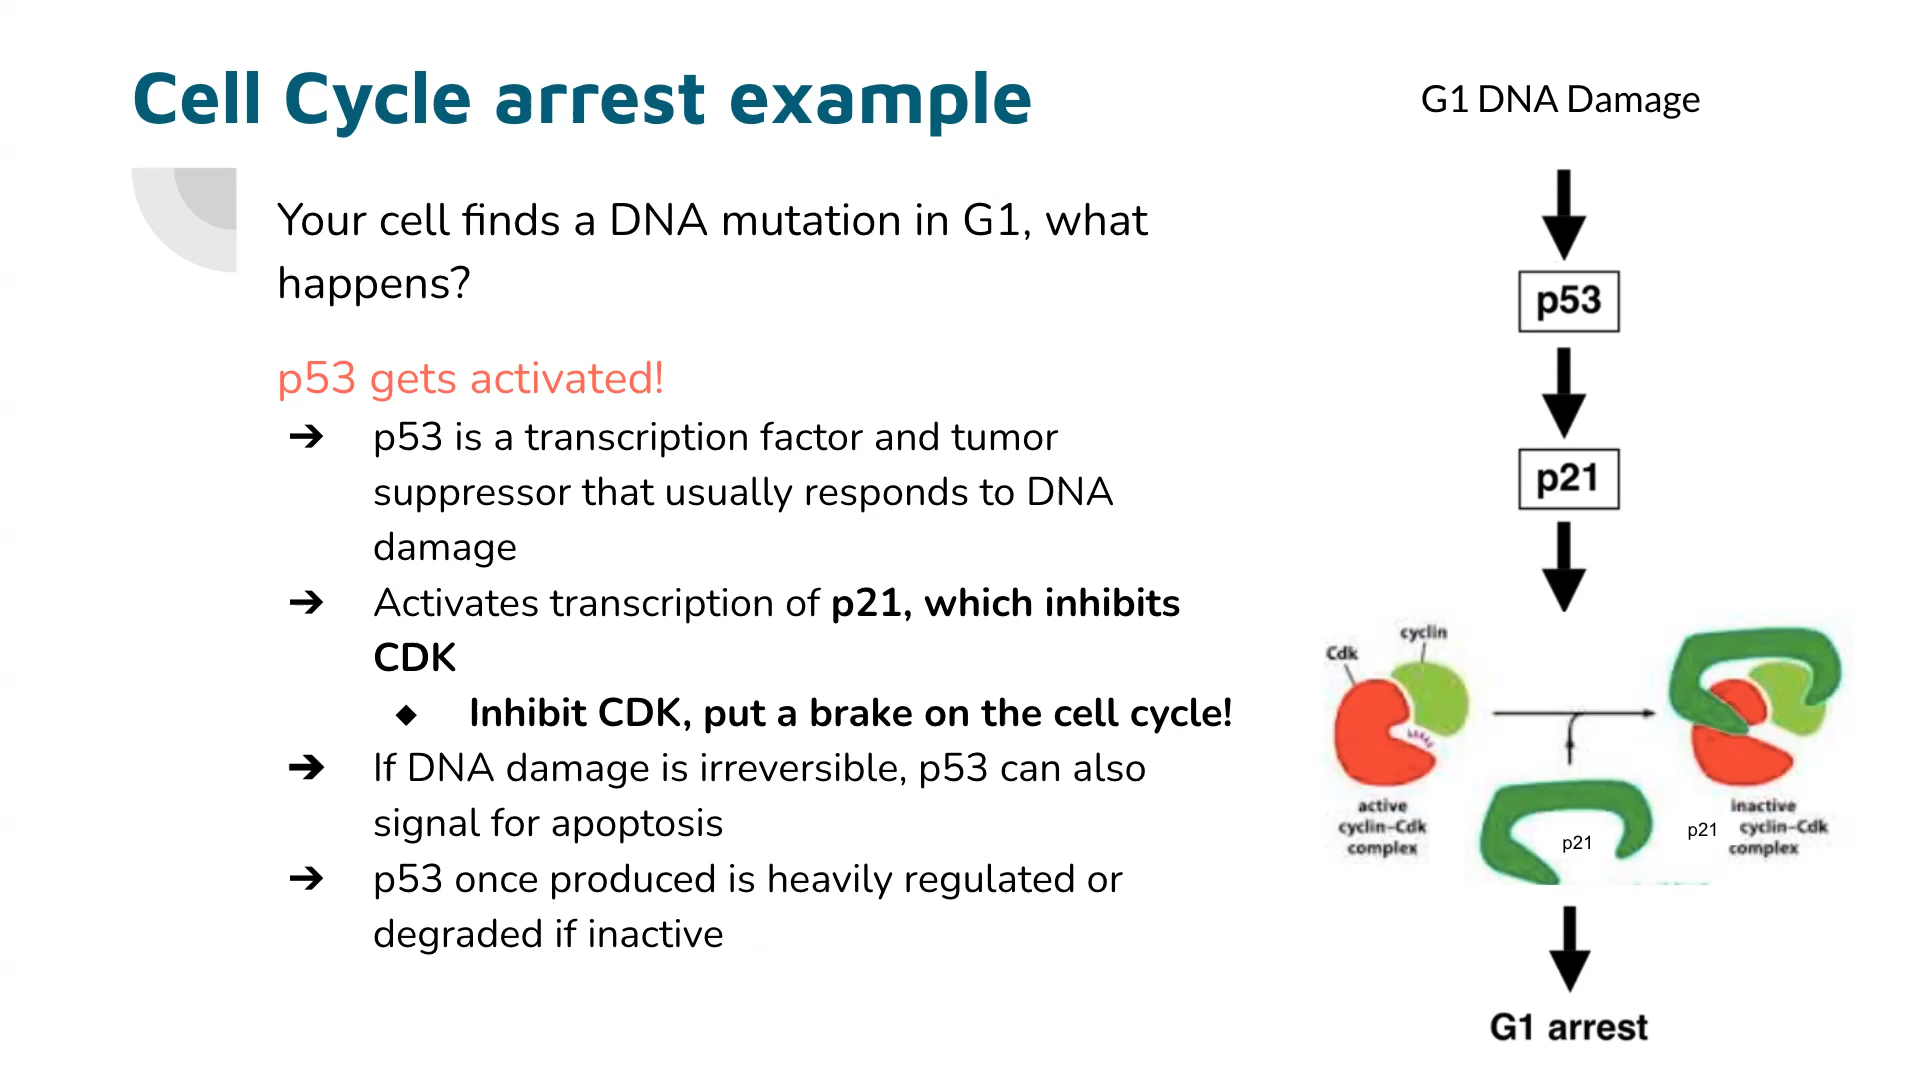 Cell Cycle arrest example
Your cell finds a DNA mutation in G1, what
happens?
p53 gets activated!
➔ p53 is a transcription factor and tumor
suppressor that usually responds to DNA
damage
➔ Activates transcription of p21, which inhibits
CDK
◆ Inhibit CDK, put a brake on the cell cycle!
➔ If DNA damage is irreversible, p53 can also
signal for apoptosis
➔ p53 once produced is heavily regulated or
degraded if inactive
G1 DNA Damage
p53
p21
cyclin
Cdk
active
cyclin–Cdk
complex
p21
inactive
p21 cyclin–Cdk
complex
G1 arrest